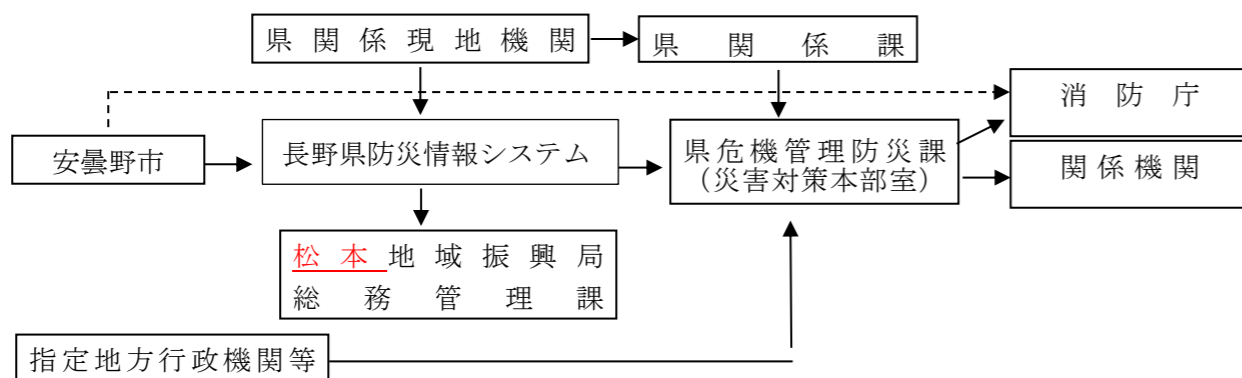 県関係現地機関
県関係課
消防庁
安曇野市
長野県防災情報システム
県危機管理防災課
（災害対策本部室）
関係機関
松本地域振興局
総務管理課
指定地方行政機関等